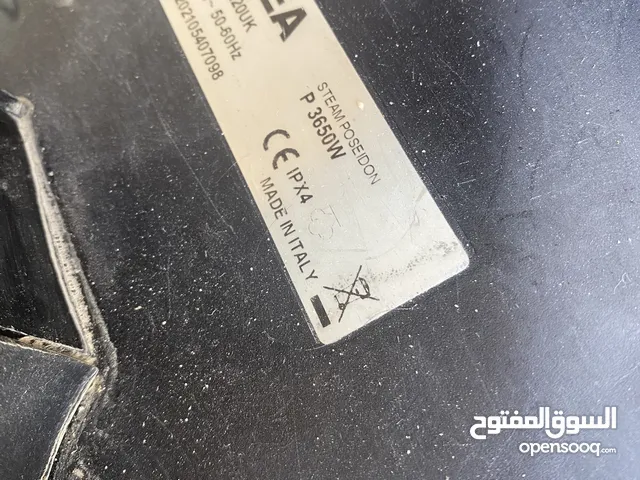 EA
20UK
~ 50-60Hz
202105407098
STEAM POSEIDON
P 3650W
CE IPX4
MADE IN ITALY
السوق المفتوح
opensooq.com